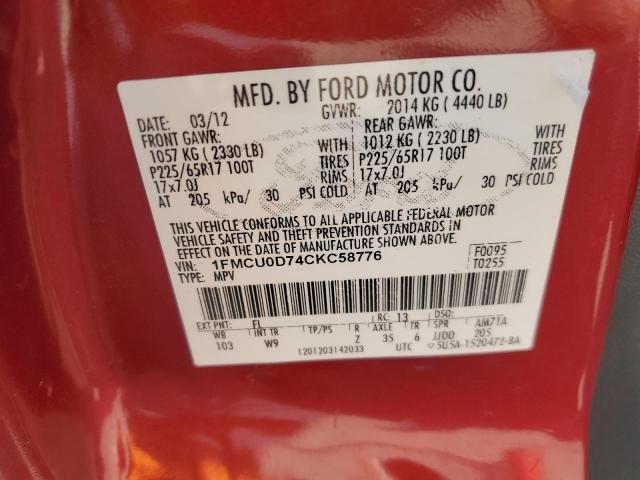 MFD. BY FORD MOTOR CO.
DATE: 03/12 GVWR: 2014 KG ( 4440 LB)
FRONT GAWR: REAR GAWR:
1057 KG ( 2330 LB) WITH 1012 KG ( 2230 LB) WITH
P225/65R17 100T TIRES P225/65R17 100T TIRES
17x7.0J RIMS 17x7.0J RIMS
AT 205 kPa/ 30 PSI COLD AT 205 kPa/ 30 PSI COLD
THIS VEHICLE CONFORMS TO ALL APPLICABLE FEDERAL MOTOR
VEHICLE SAFETY AND THEFT PREVENTION STANDARDS IN
EFFECT ON THE DATE OF MANUFACTURE SHOWN ABOVE.
VIN: 1FMCU0D74CKC58776 F0095
TYPE: MPV T0255
EXT PNT: FL RC: 13 DSO:
WB INT TR TP/PS R AXLE TR SPR AM71A
103 W9 Z 35 6 JJDD 205
1201203142033 UTC 5U5A-1520472-BA